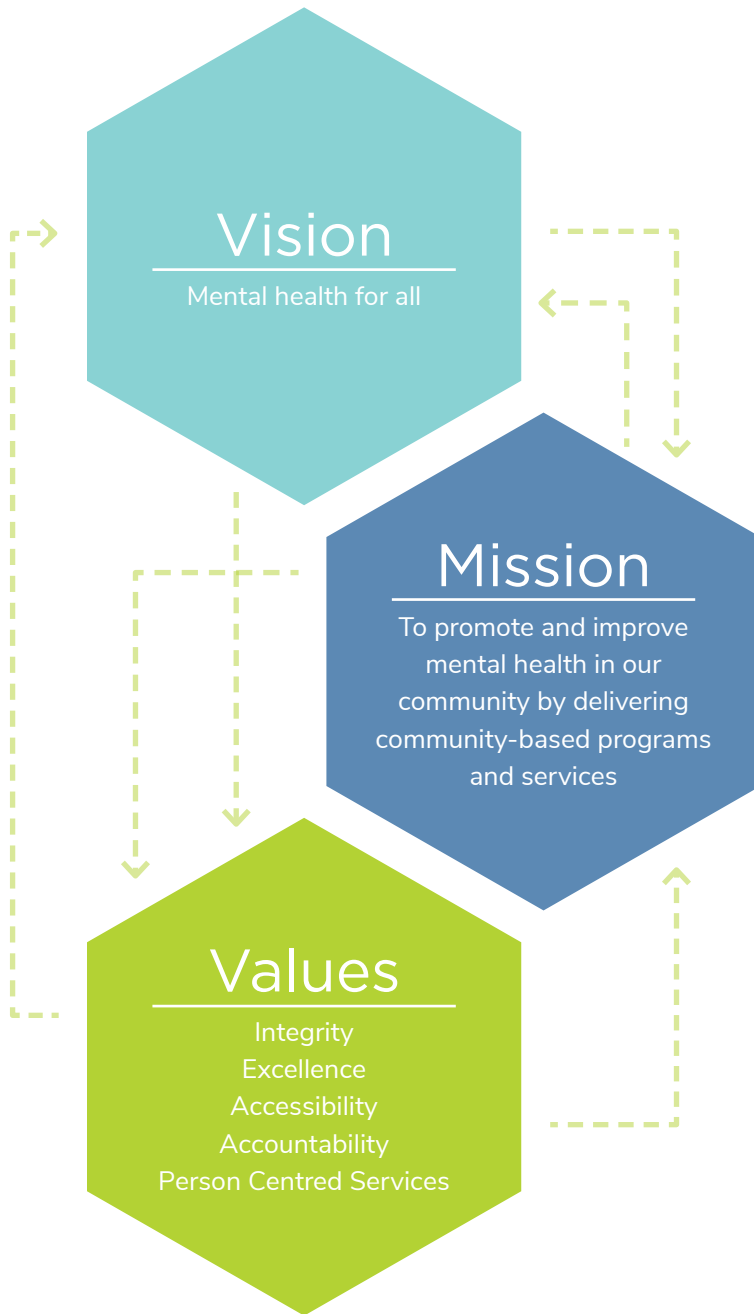 Vision
Mental health for all
Mission
To promote and improve
mental health in our
community by delivering
community-based programs
and services
Values
Integrity
Excellence
Accessibility
Accountability
Person Centred Services